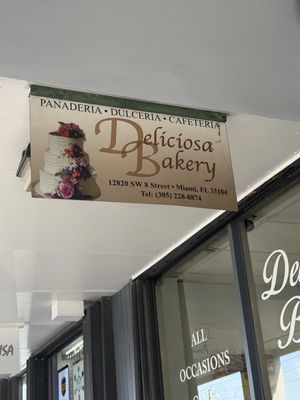 PANADERIA • DULCERIA • CAFETERIA
Deliciosa
Bakery
12820 SW 8 Street • Miami, FL 33184
Tel: (305) 228-8874
ALL
OCCASIONS